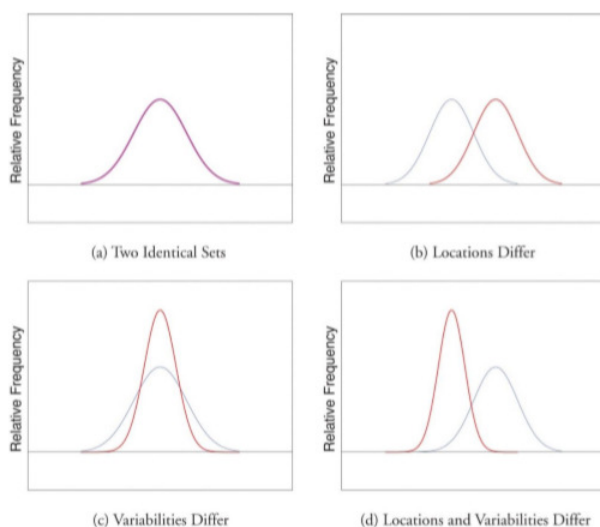 Relative Frequency
(a) Two Identical Sets
Relative Frequency
(b) Locations Differ
Relative Frequency
(c) Variabilities Differ
Relative Frequency
(d) Locations and Variabilities Differ